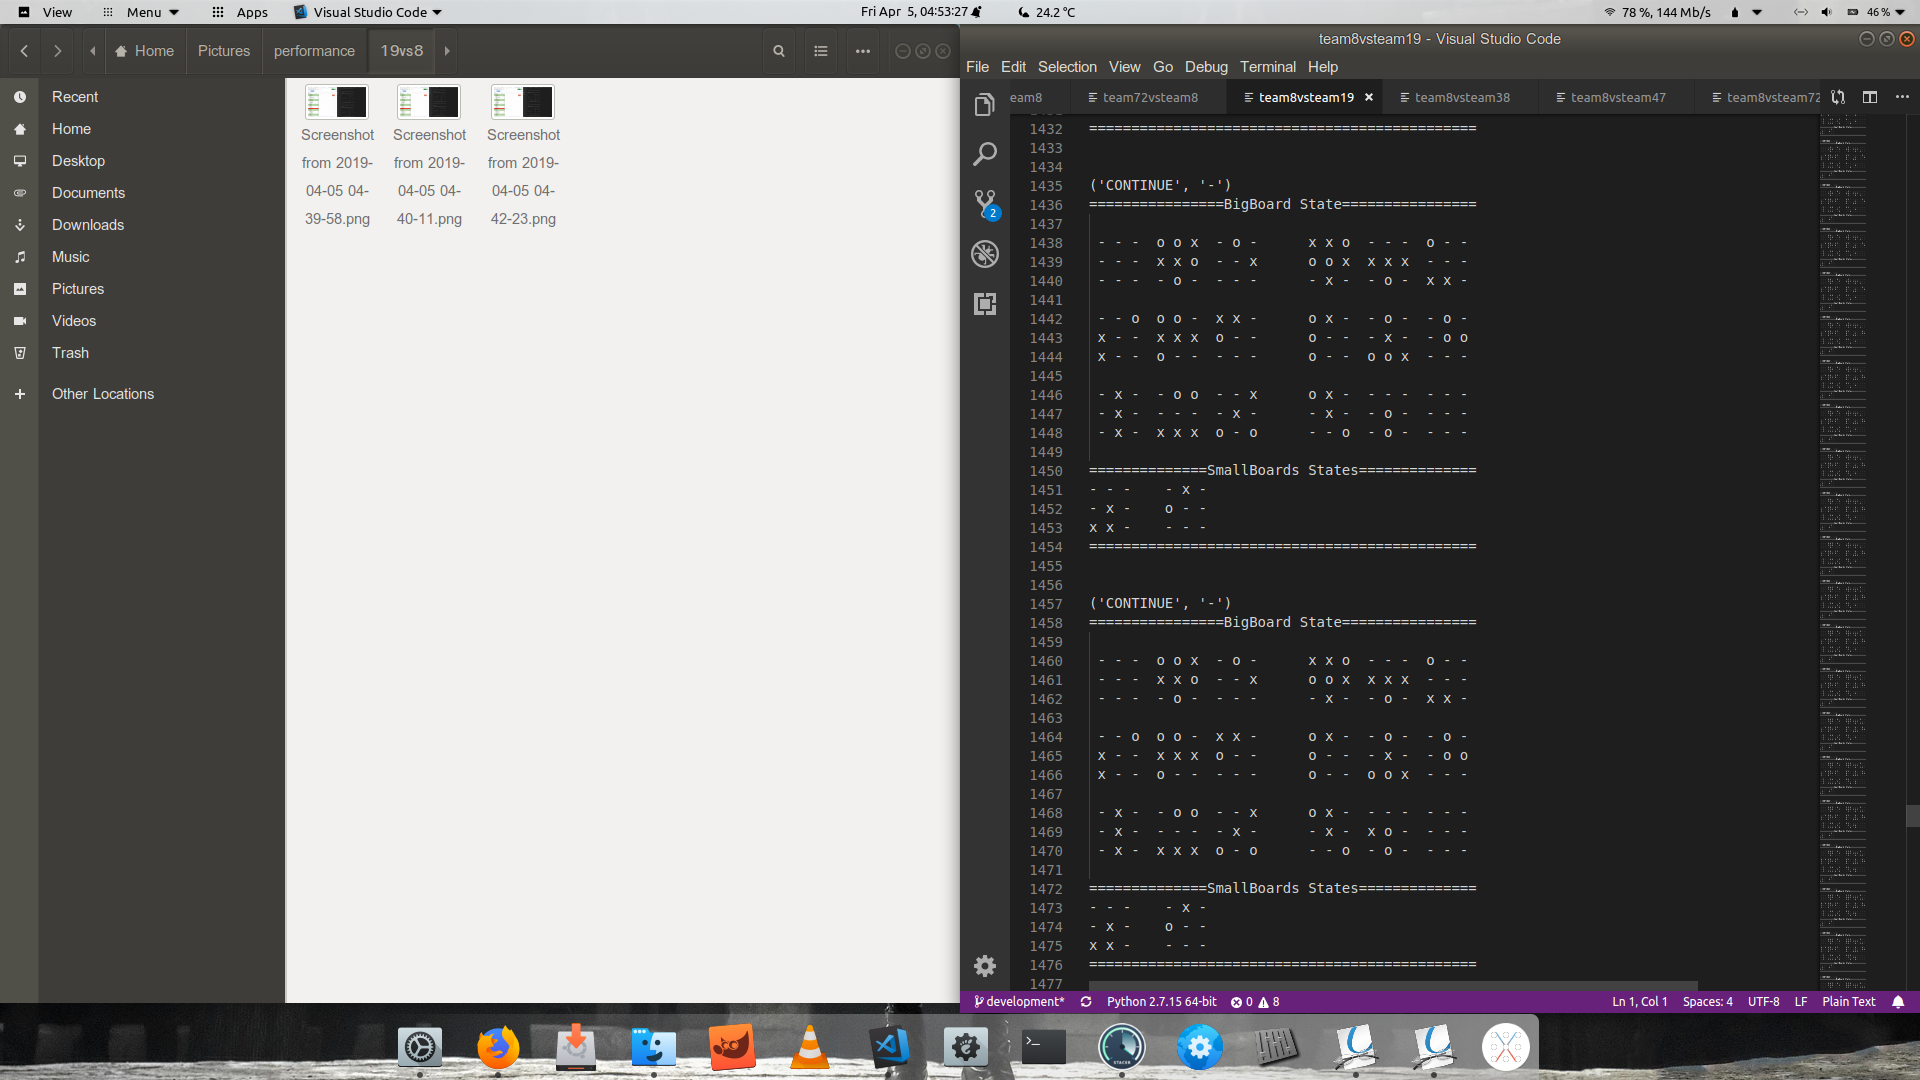 View Menu Apps Visual Studio Code Fri Apr 5, 04:53:27 24.2 °C 78 %, 144 Mb/s 46 %
Home Pictures performance 19vs8
Recent
Home
Desktop
Documents
Downloads
Music
Pictures
Videos
Trash
Other Locations
Screenshot from 2019-04-05 04-39-58.png
Screenshot from 2019-04-05 04-40-11.png
Screenshot from 2019-04-05 04-42-23.png
team8vsteam19 - Visual Studio Code
File Edit Selection View Go Debug Terminal Help
eam8 team72vsteam8 team8vsteam19 team8vsteam38 team8vsteam47 team8vsteam72
2
1432 ==============================================
1433
1434
1435 ('CONTINUE', '-')
1436 ================BigBoard State================
1437
1438 - - - o o x - o - x x o - - - o - -
1439 - - - x x o - - x o o x x x x - - -
1440 - - - - o - - - - - x - - o - x x -
1441
1442 - - o o o - x x - o x - - o - - o -
1443 x - - x x x o - - o - - - x - - o o
1444 x - - o - - - - - o - - o o x - - -
1445
1446 - x - - o o - - x o x - - - - - - -
1447 - x - - - - - x - - x - - o - - - -
1448 - x - x x x o - o - - o - o - - - -
1449
1450 ==============SmallBoards States==============
1451 - - - - x -
1452 - x - o - -
1453 x x - - - -
1454 ==============================================
1455
1456
1457 ('CONTINUE', '-')
1458 ================BigBoard State================
1459
1460 - - - o o x - o - x x o - - - o - -
1461 - - - x x o - - x o o x x x x - - -
1462 - - - - o - - - - - x - - o - x x -
1463
1464 - - o o o - x x - o x - - o - - o -
1465 x - - x x x o - - o - - - x - - o o
1466 x - - o - - - - - o - - o o x - - -
1467
1468 - x - - o o - - x o x - - - - - - -
1469 - x - - - - - x - - x - x o - - - -
1470 - x - x x x o - o - - o - o - - - -
1471
1472 ==============SmallBoards States==============
1473 - - - - x -
1474 - x - o - -
1475 x x - - - -
1476 ==============================================
1477
development* Python 2.7.15 64-bit 0 8 Ln 1, Col 1 Spaces: 4 UTF-8 LF Plain Text